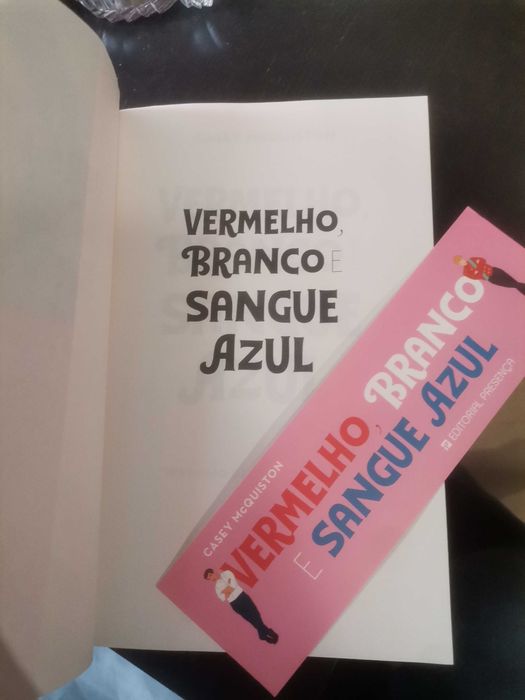 VERMELHO,
BRANCO E
SANGUE
AZUL
CASEY McQUISTON
VERMELHO, BRANCO
E SANGUE AZUL
EDITORIAL PRESENÇA